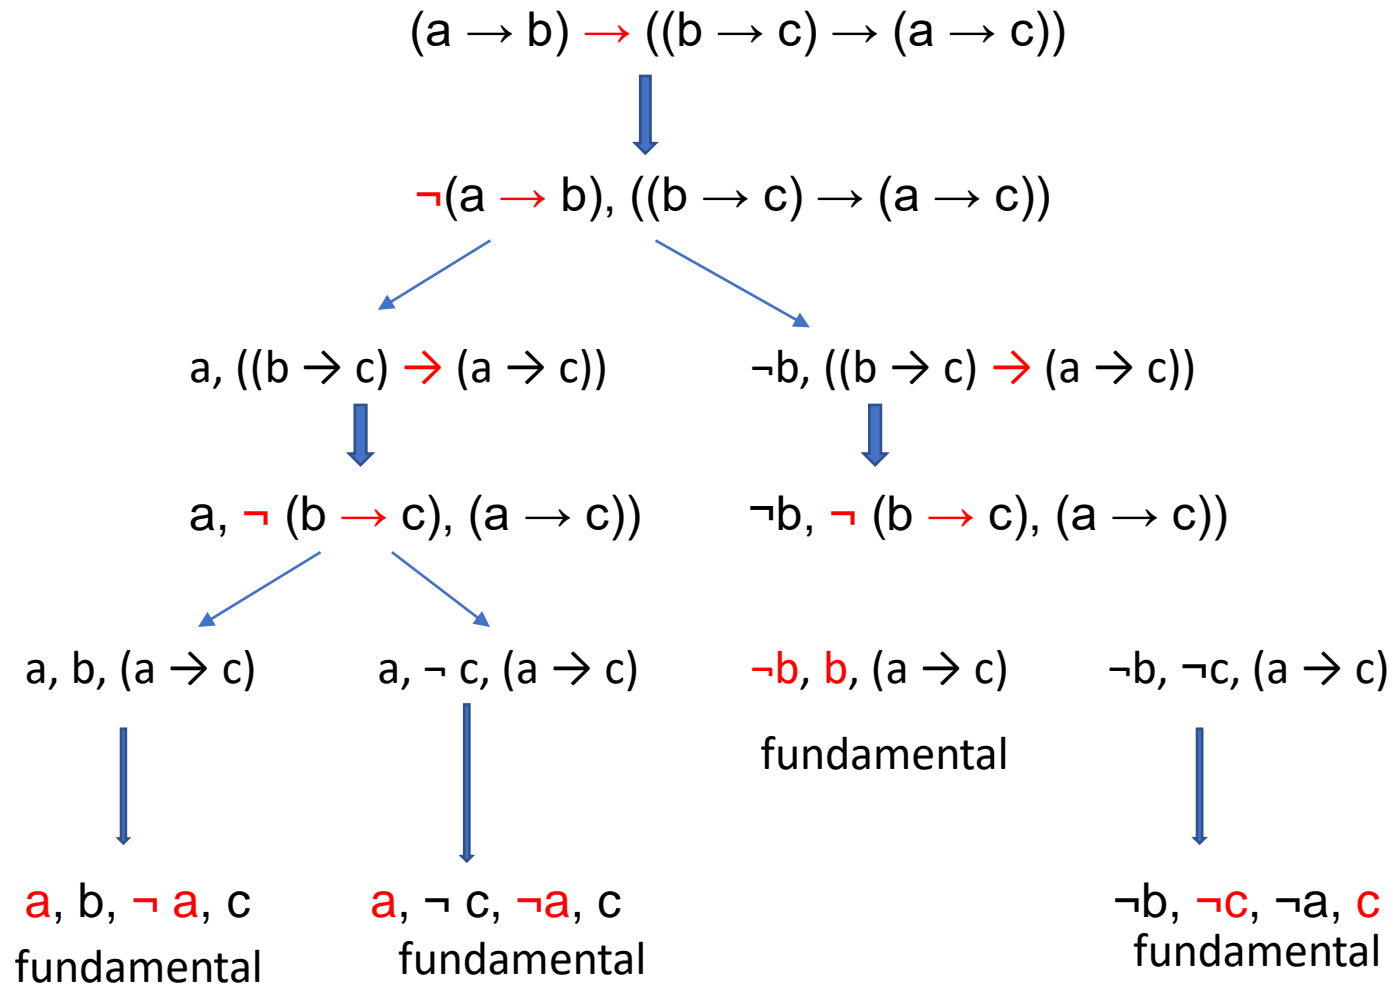 (a → b) → ((b → c) → (a → c))
¬(a → b), ((b → c) → (a → c))
a, ((b → c) → (a → c))
¬b, ((b → c) → (a → c))
a, ¬ (b → c), (a → c))
¬b, ¬ (b → c), (a → c))
a, b, (a → c)
a, ¬ c, (a → c)
¬b, b, (a → c)
¬b, ¬c, (a → c)
fundamental
a, b, ¬ a, c
a, ¬ c, ¬a, c
¬b, ¬c, ¬a, c
fundamental
fundamental
fundamental